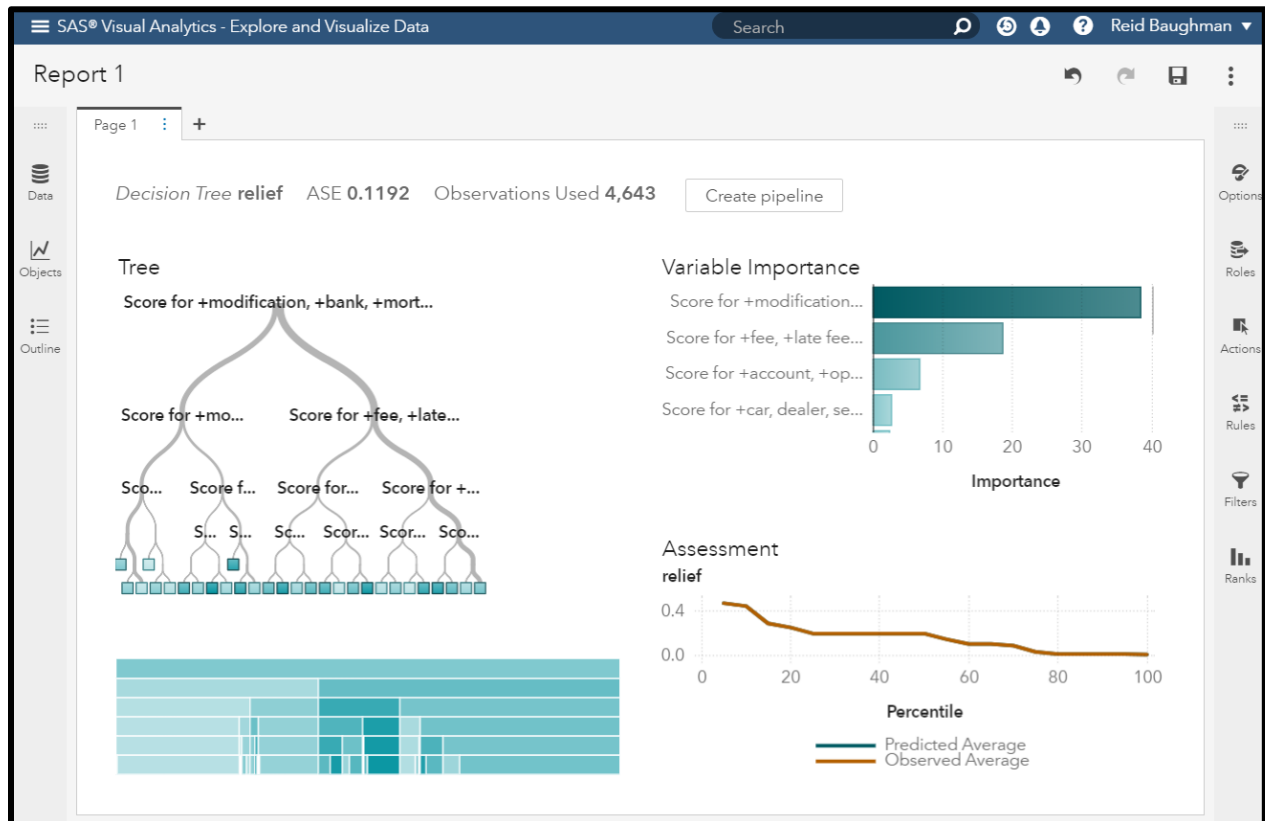 SAS® Visual Analytics - Explore and Visualize Data Search ? Reid Baughman
Report 1
Page 1 +
Data
Objects
Outline
Decision Tree relief ASE 0.1192 Observations Used 4,643 Create pipeline
Tree
Score for +modification, +bank, +mort...
Score for +mo... Score for +fee, +late...
Sco... Score f... Score for... Score for +...
S... S... Sc... Scor... Scor... Sco...
Variable Importance
Score for +modification...
Score for +fee, +late fee...
Score for +account, +op...
Score for +car, dealer, se...
0 10 20 30 40
Importance
Assessment
relief
0.4
0.0
0 20 40 60 80 100
Percentile
Predicted Average
Observed Average
Options
Roles
Actions
Rules
Filters
Ranks